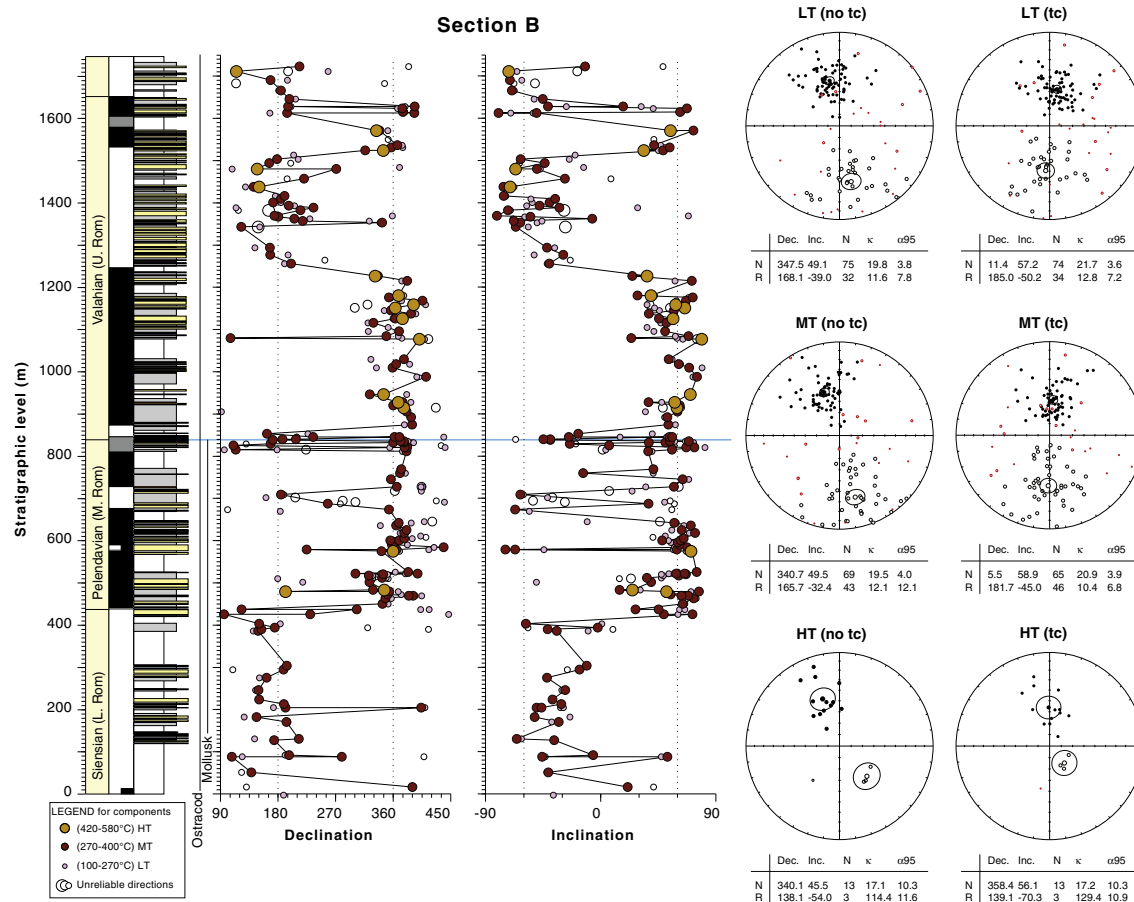 Section B
Stratigraphic level (m)
1600
1400
1200
1000
800
600
400
200
0
Valahian (U. Rom)
Pelendavian (M. Rom)
Siensian (L. Rom)
Ostracod
Mollusk
90 180 270 360 450
Declination
-90 0 90
Inclination
LEGEND for components
(420-580°C) HT
(270-400°C) MT
(100-270°C) LT
Unreliable directions
LT (no tc)
Dec. Inc. N κ α95
N 347.5 49.1 75 19.8 3.8
R 168.1 -39.0 32 11.6 7.8
LT (tc)
Dec. Inc. N κ α95
N 11.4 57.2 74 21.7 3.6
R 185.0 -50.2 34 12.8 7.2
MT (no tc)
Dec. Inc. N κ α95
N 340.7 49.5 69 19.5 4.0
R 165.7 -32.4 43 12.1 12.1
MT (tc)
Dec. Inc. N κ α95
N 5.5 58.9 65 20.9 3.9
R 181.7 -45.0 46 10.4 6.8
HT (no tc)
Dec. Inc. N κ α95
N 340.1 45.5 13 17.1 10.3
R 138.1 -54.0 3 114.4 11.6
HT (tc)
Dec. Inc. N κ α95
N 358.4 56.1 13 17.2 10.3
R 139.1 -70.3 3 129.4 10.9